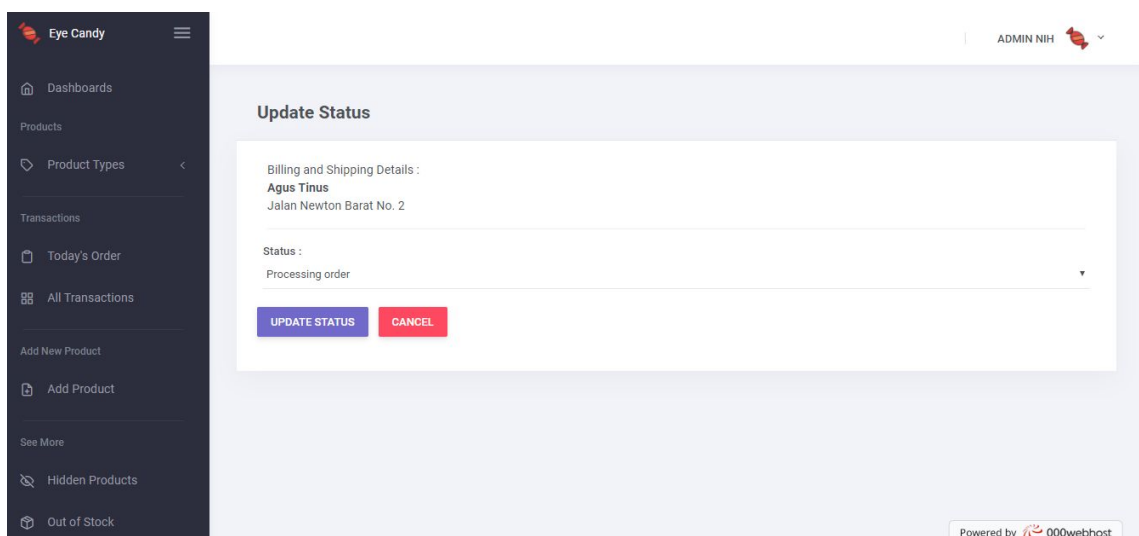 Eye Candy
ADMIN NIH
Dashboards
Products
Product Types
Transactions
Today's Order
All Transactions
Add New Product
Add Product
See More
Hidden Products
Out of Stock
Update Status
Billing and Shipping Details :
Agus Tinus
Jalan Newton Barat No. 2
Status :
Processing order
UPDATE STATUS CANCEL
Powered by 000webhost